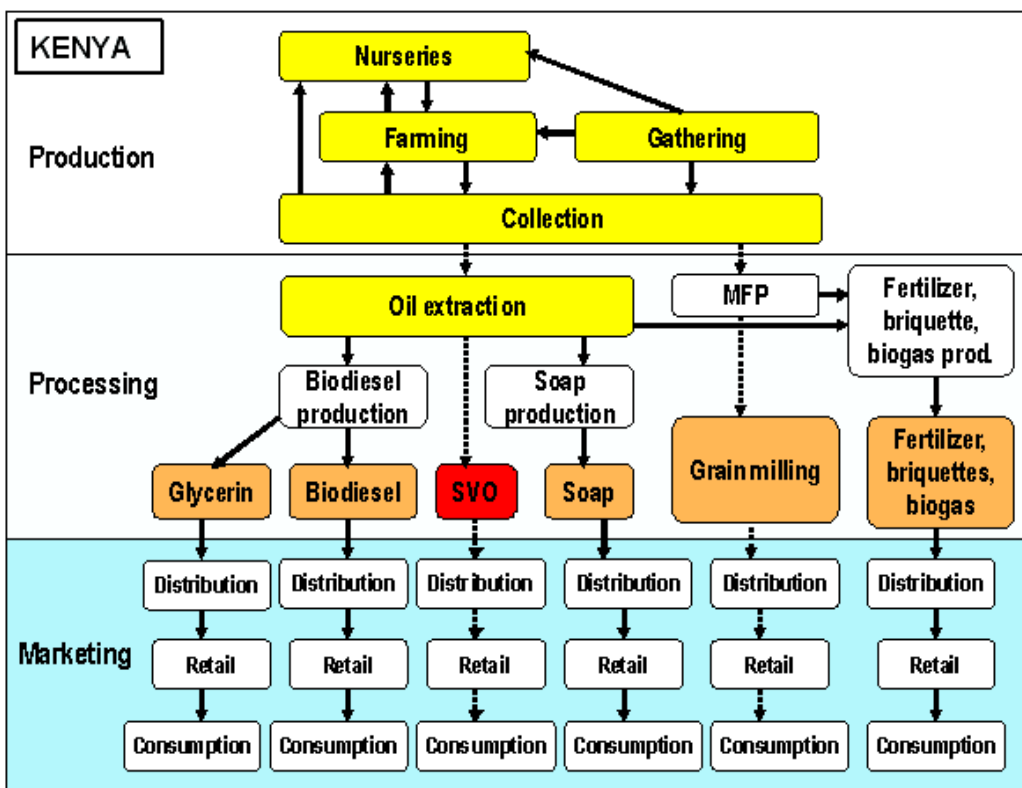 KENYA
Nurseries
Farming
Gathering
Production
Collection
Oil extraction
MFP
Fertilizer,
briquette,
biogas prod.
Processing
Biodiesel
production
Soap
production
Glycerin
Biodiesel
SVO
Soap
Grain milling
Fertilizer,
briquettes,
biogas
Distribution
Distribution
Distribution
Distribution
Distribution
Distribution
Marketing
Retail
Retail
Retail
Retail
Retail
Retail
Consumption
Consumption
Consumption
Consumption
Consumption
Consumption